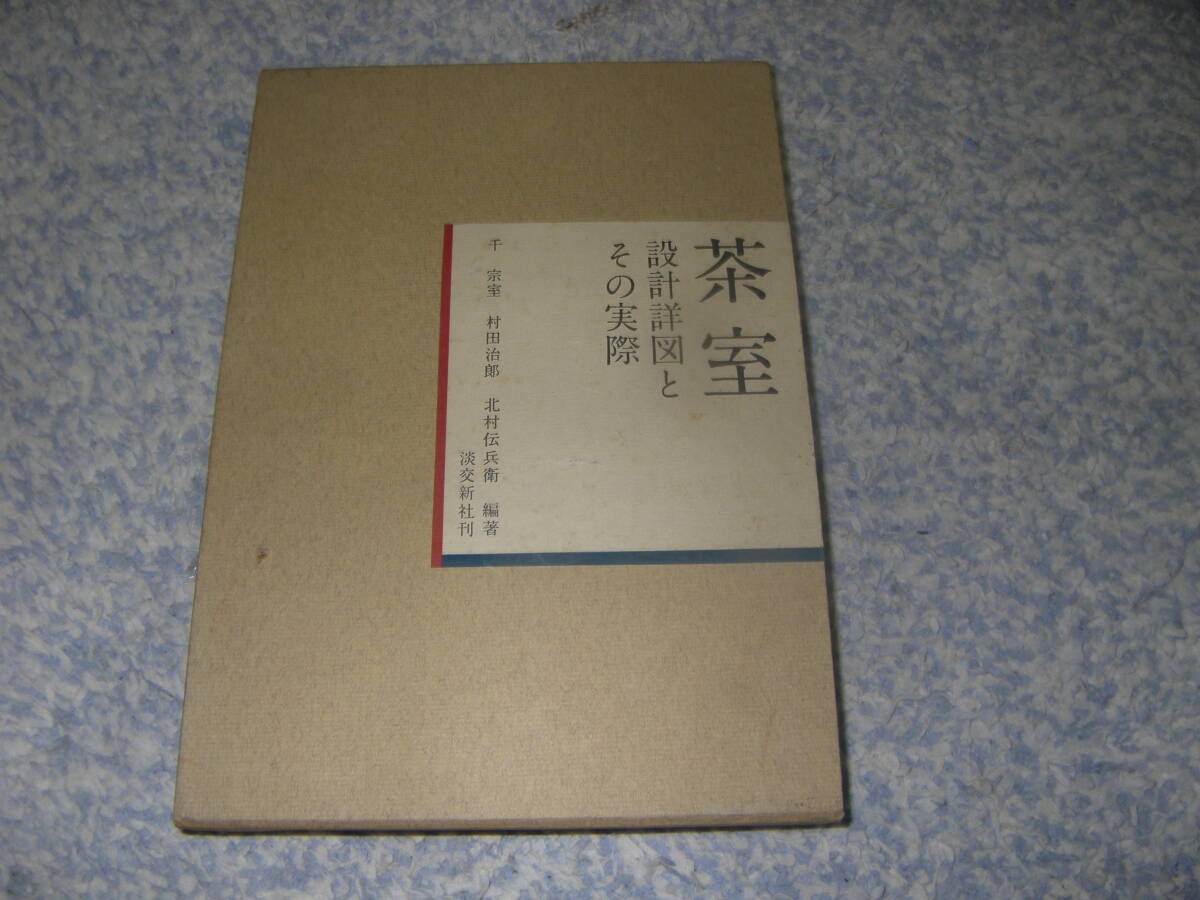 茶室
設計詳図と
その実際
千 宗室 村田治郎 北村伝兵衛 編著
淡交新社刊